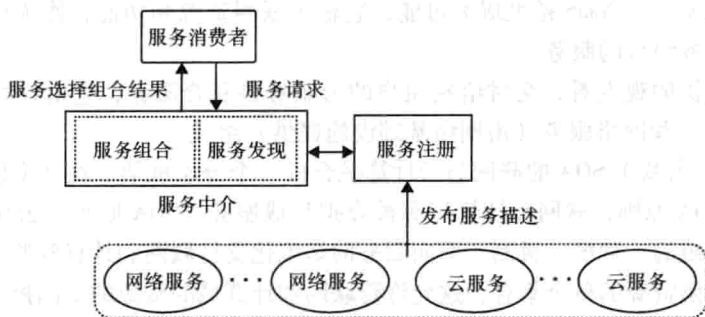 服务消费者
服务选择组合结果 服务请求
服务组合 服务发现 服务注册
服务中介
发布服务描述
网络服务 ··· 网络服务 云服务 ··· 云服务